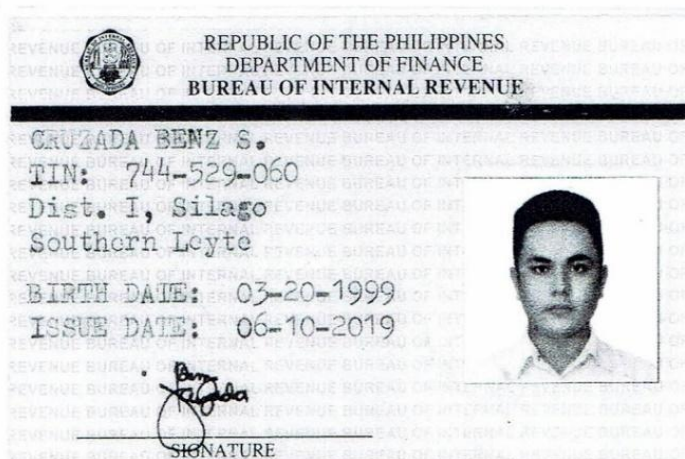 REPUBLIC OF THE PHILIPPINES
DEPARTMENT OF FINANCE
BUREAU OF INTERNAL REVENUE
CRUZADA BENZ S.
TIN: 744-529-060
Dist. I, Silago
Southern Leyte
BIRTH DATE: 03-20-1999
ISSUE DATE: 06-10-2019
SIGNATURE